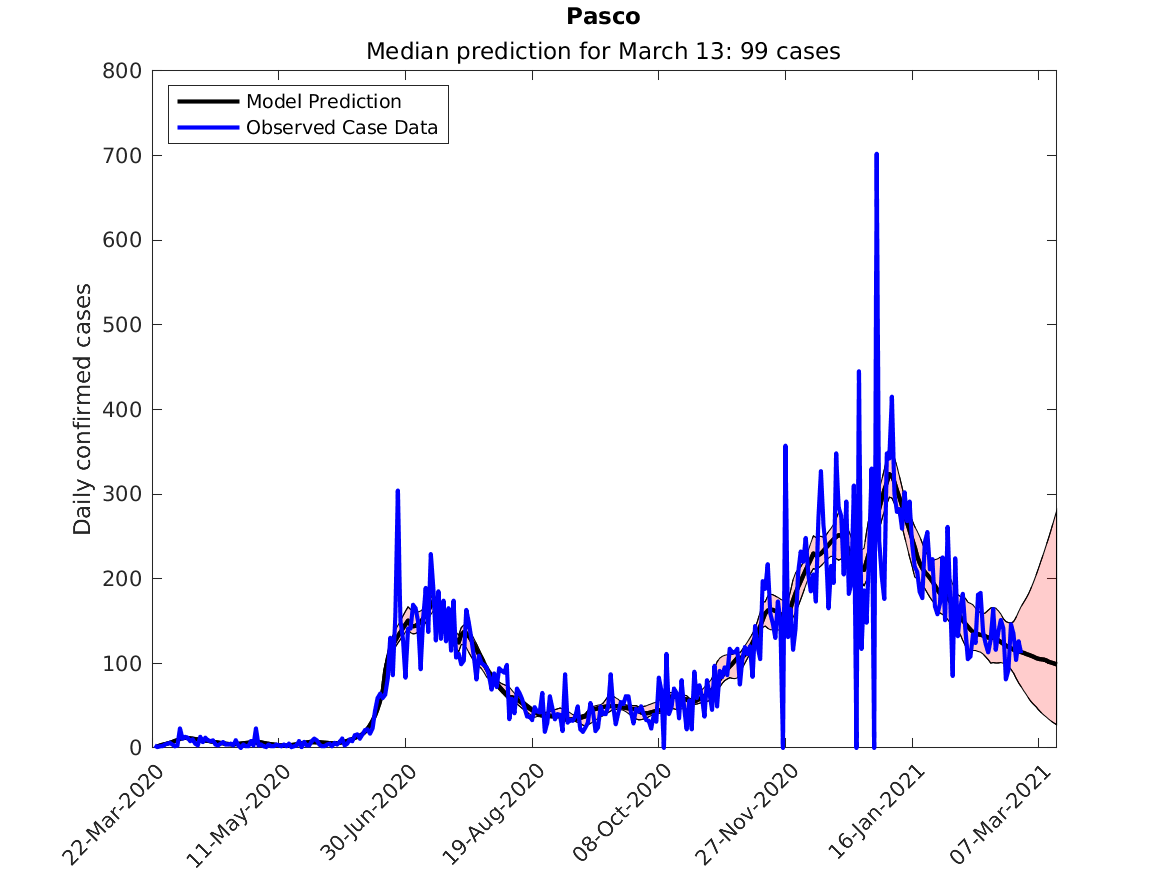 Pasco
Median prediction for March 13: 99 cases
Model Prediction
Observed Case Data
Daily confirmed cases
800
700
600
500
400
300
200
100
0
22-Mar-2020
11-May-2020
30-Jun-2020
19-Aug-2020
08-Oct-2020
27-Nov-2020
16-Jan-2021
07-Mar-2021